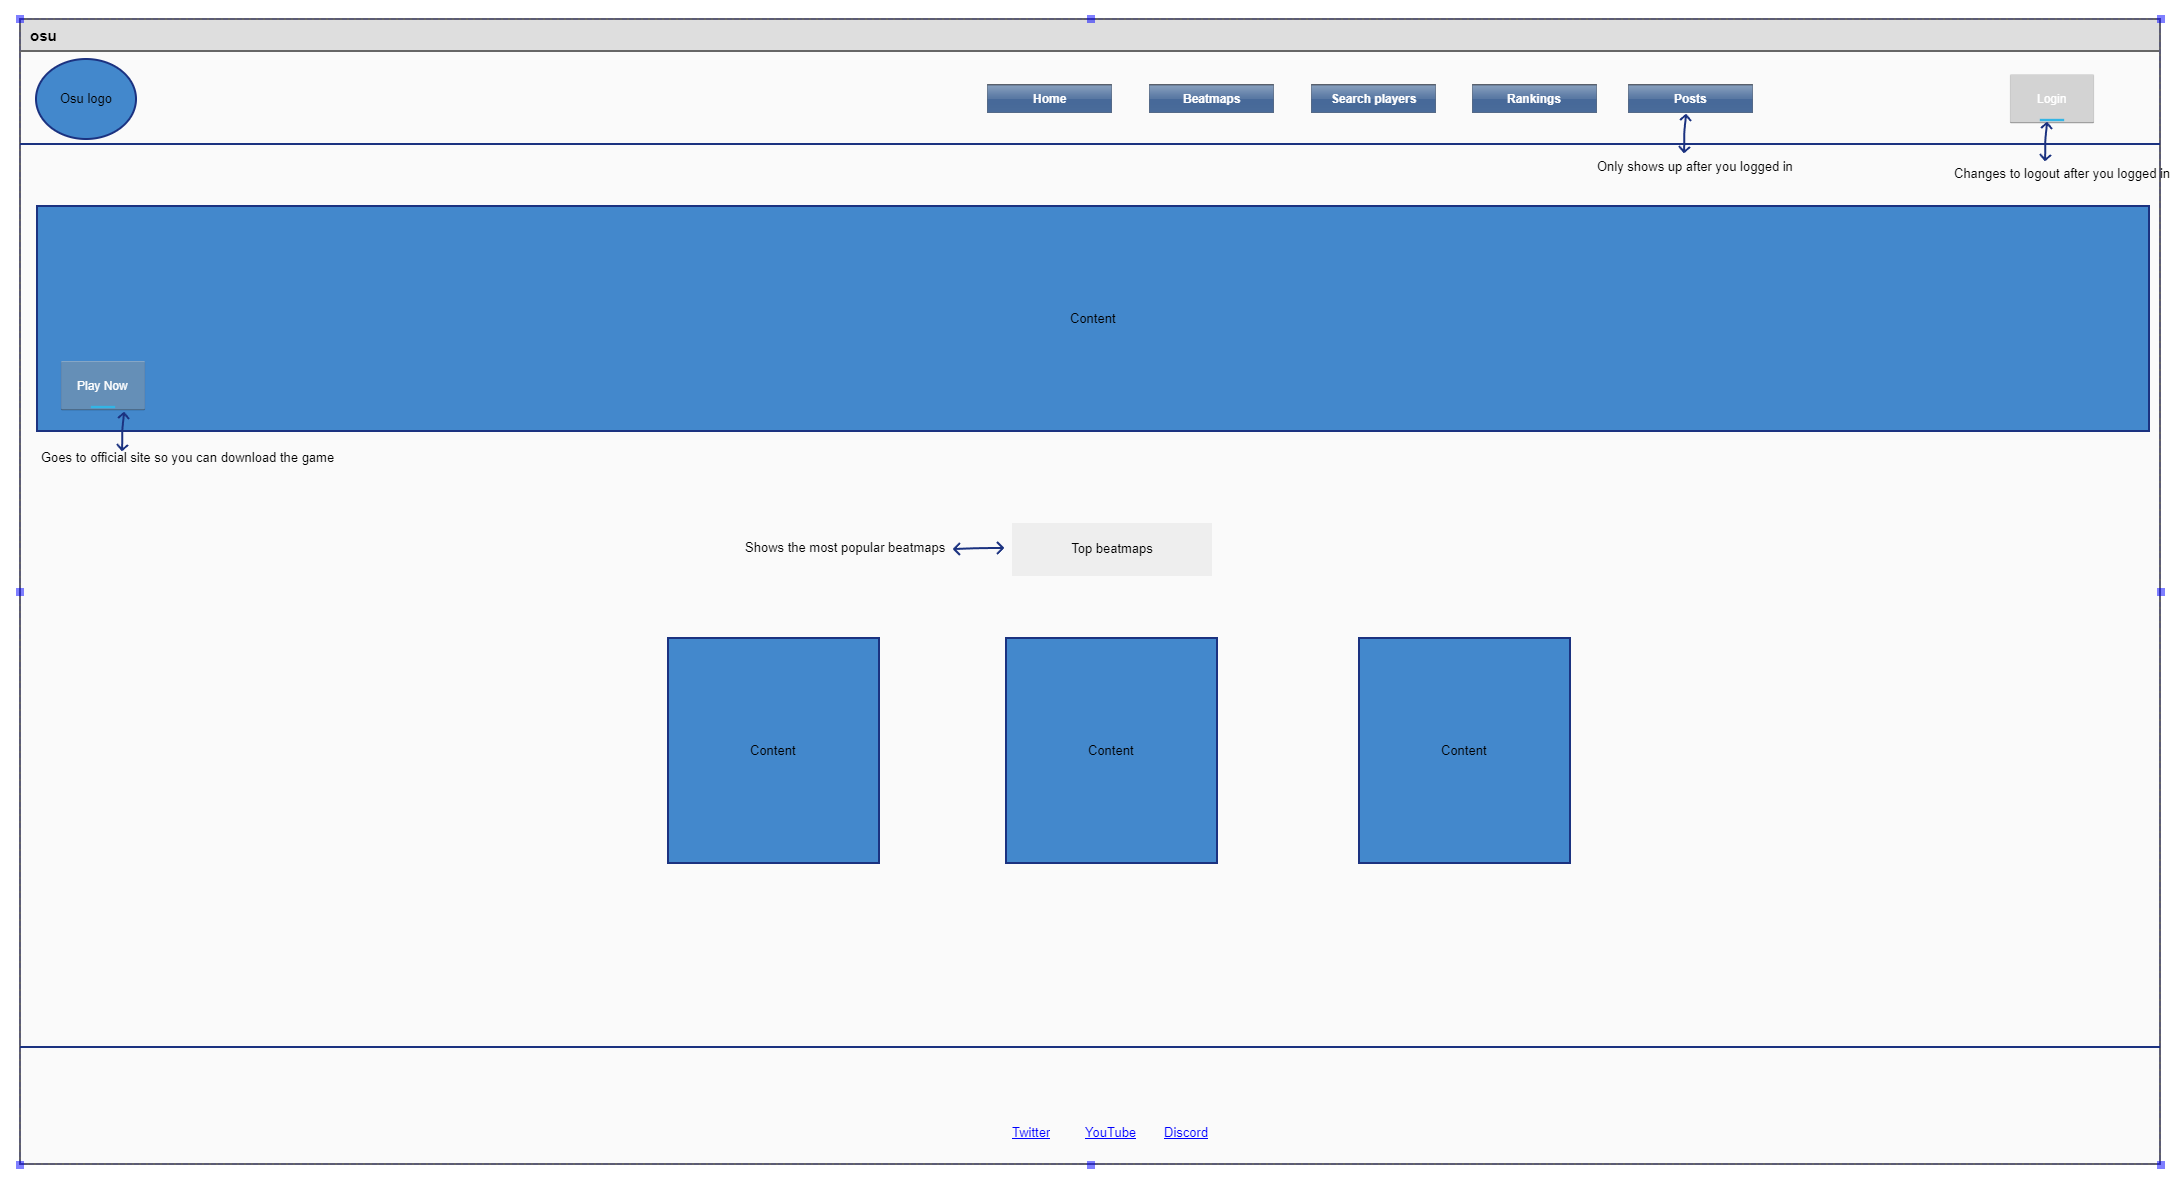 osu
Osu logo
Home
Beatmaps
Search players
Rankings
Posts
Login
Only shows up after you logged in
Changes to logout after you logged in
Content
Play Now
Goes to official site so you can download the game
Shows the most popular beatmaps
Top beatmaps
Content
Content
Content
Twitter
YouTube
Discord